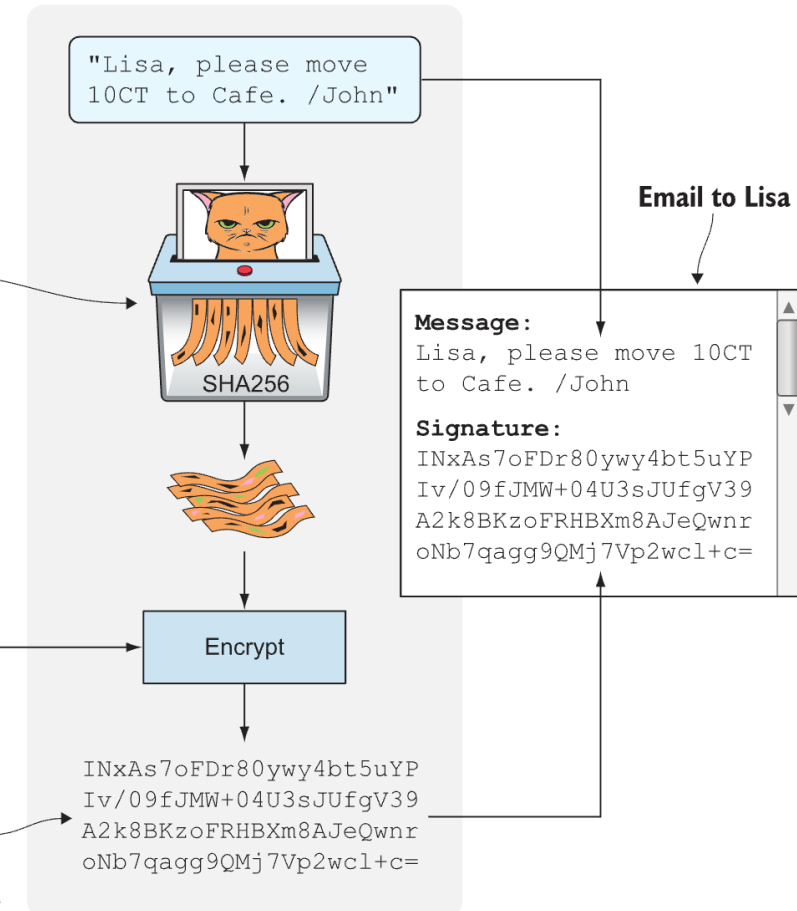 "Lisa, please move
10CT to Cafe. /John"
SHA256
Encrypt
INxAs7oFDr80ywy4bt5uYP
Iv/09fJMW+04U3sJUfgV39
A2k8BKzoFRHBXm8AJeQwnr
oNb7qagg9QMj7Vp2wcl+c=
Email to Lisa
Message:
Lisa, please move 10CT
to Cafe. /John
Signature:
INxAs7oFDr80ywy4bt5uYP
Iv/09fJMW+04U3sJUfgV39
A2k8BKzoFRHBXm8AJeQwnr
oNb7qagg9QMj7Vp2wcl+c=